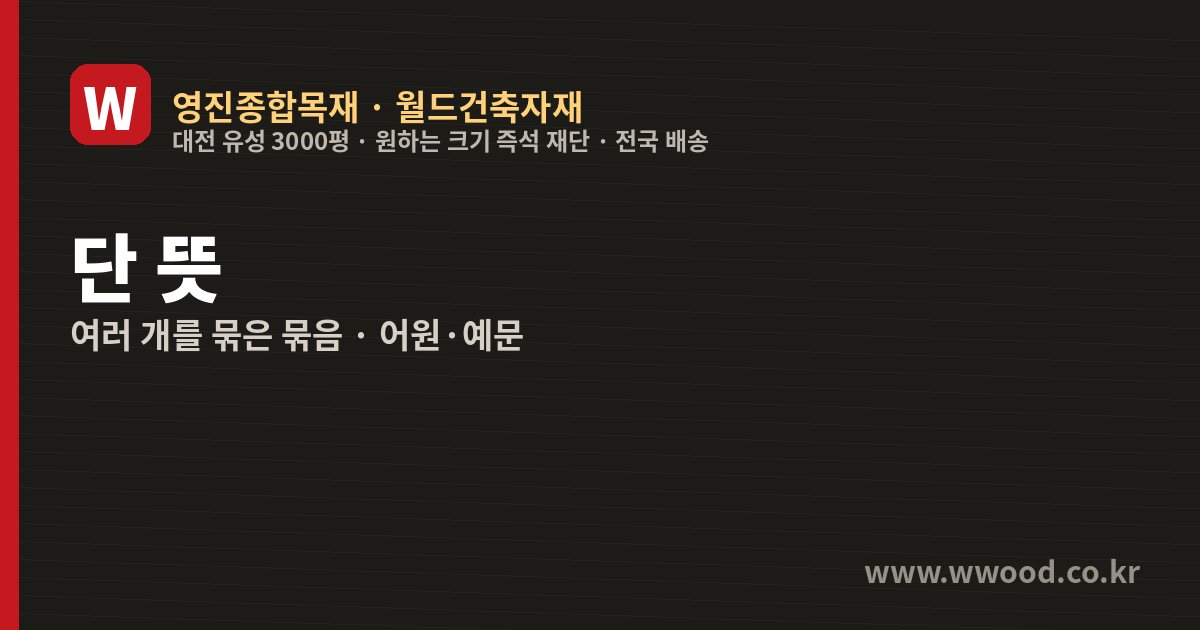 W
영진종합목재 · 월드건축자재
대전 유성 3000평 · 원하는 크기 즉석 재단 · 전국 배송
단 뜻
여러 개를 묶은 묶음 · 어원·예문
www.wwood.co.kr